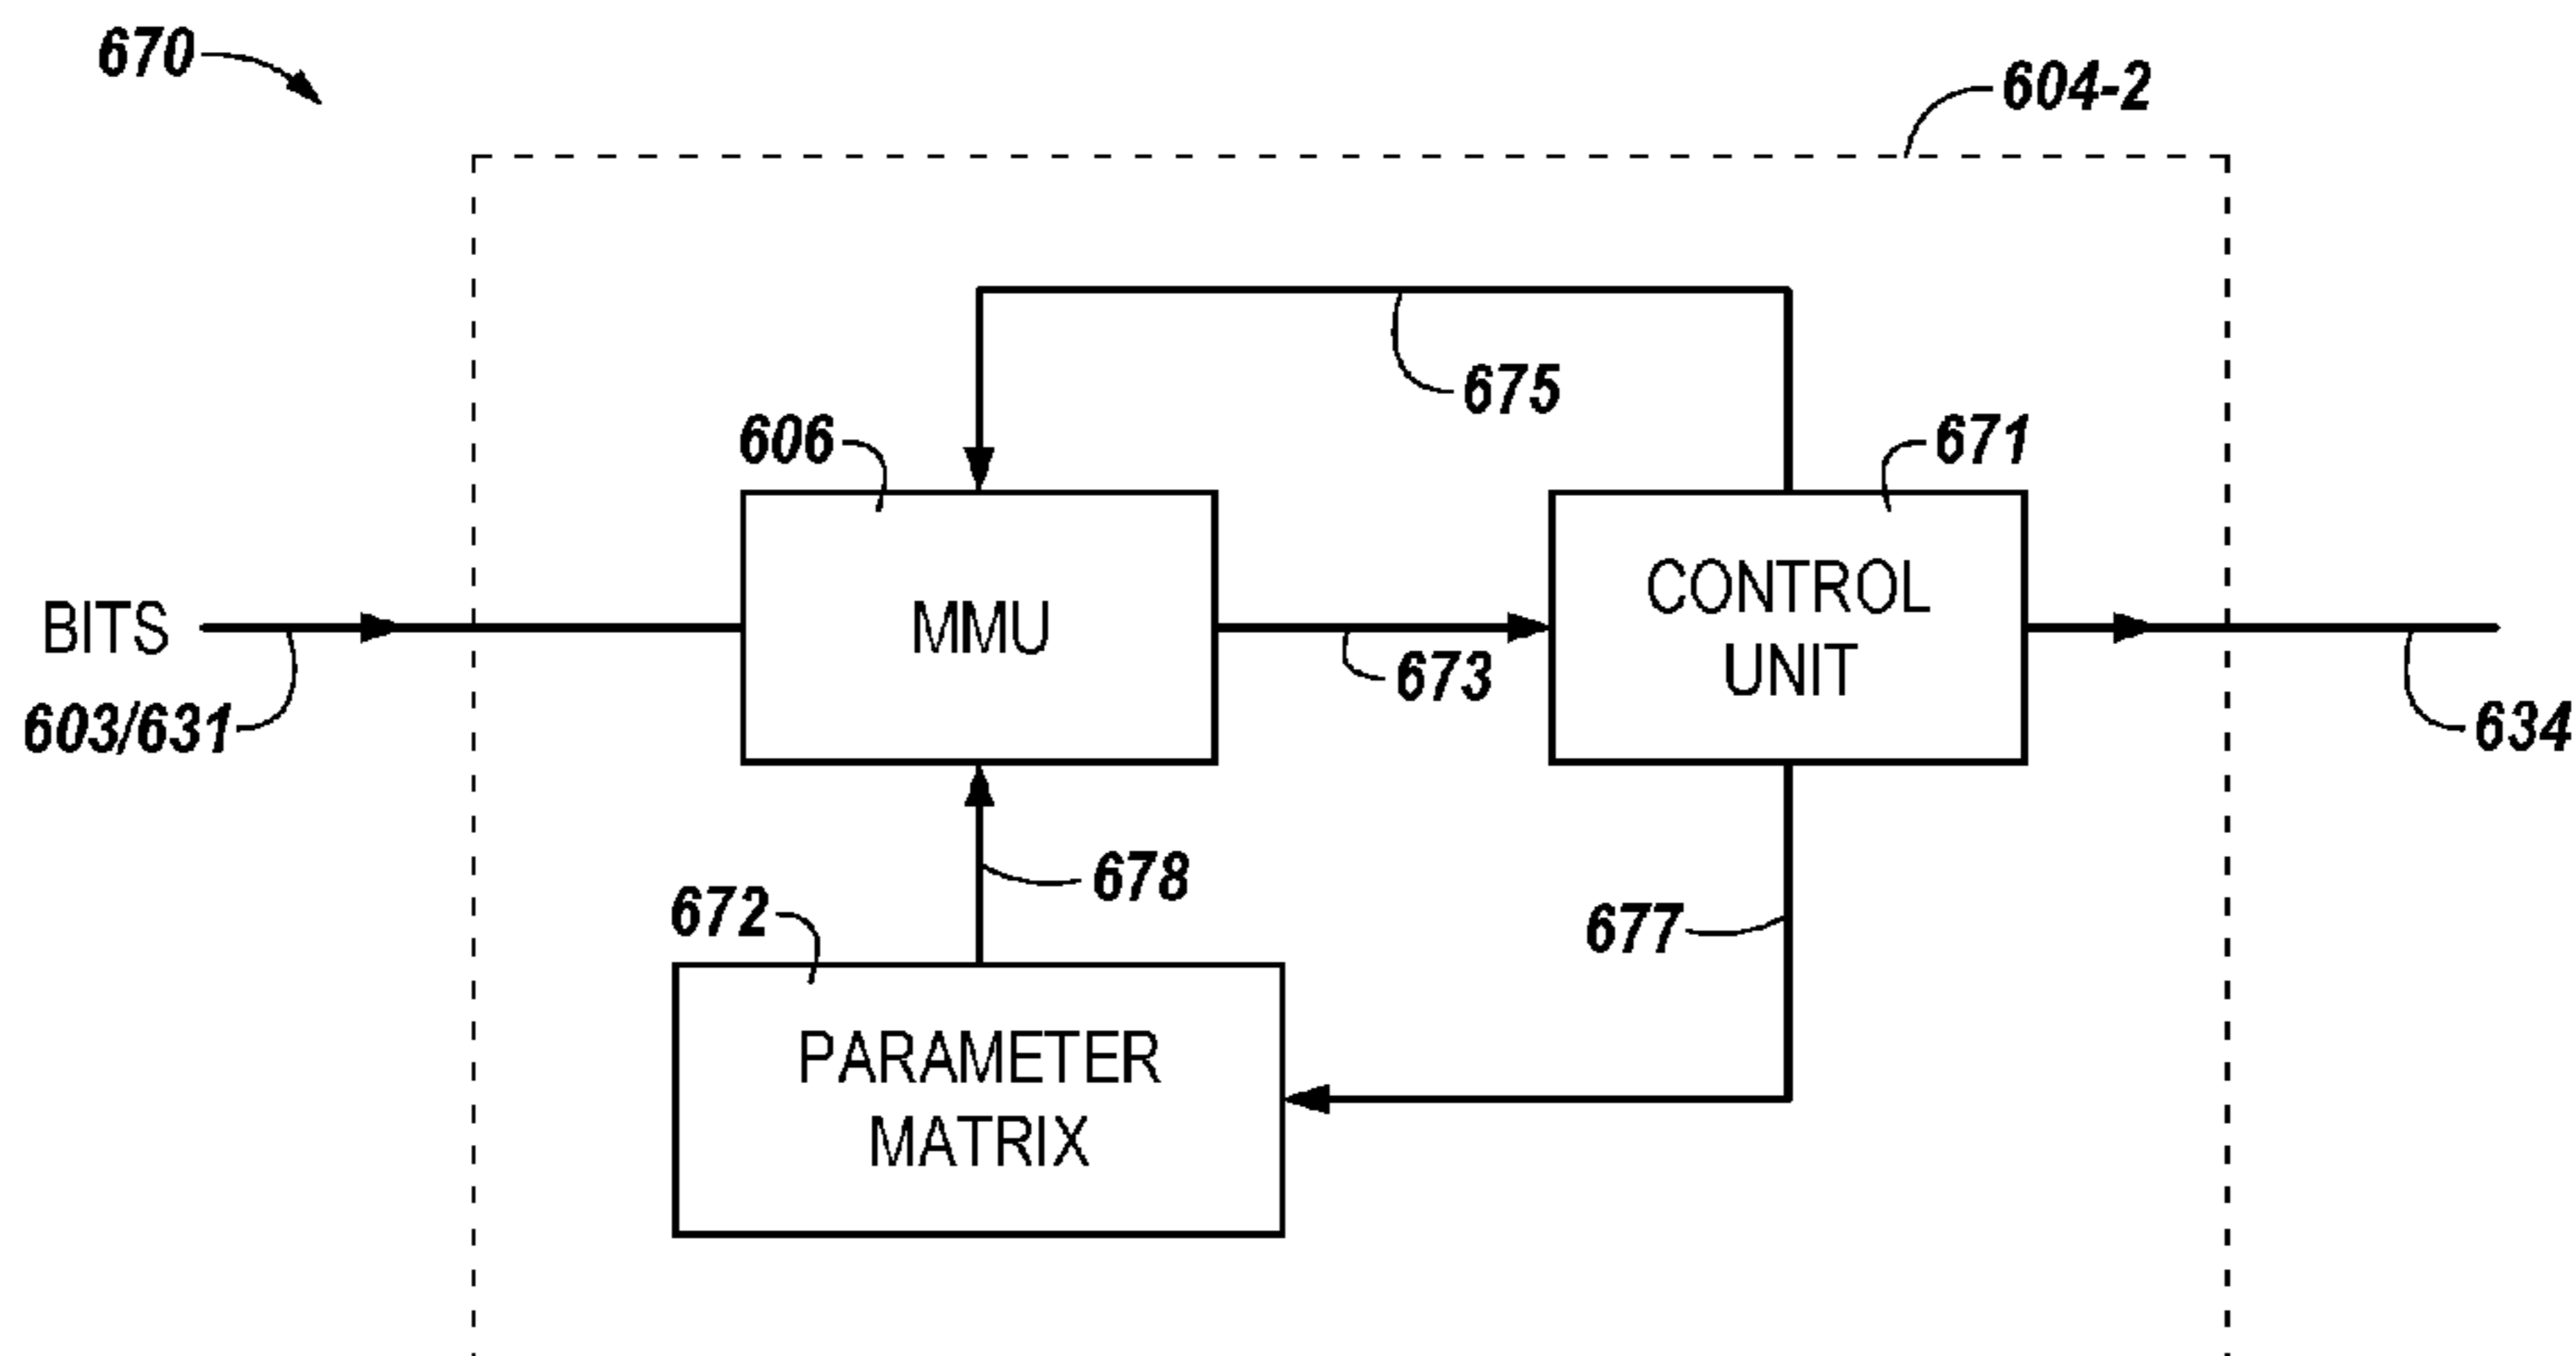 670
604-2
675
606
671
BITS
MMU
CONTROL
UNIT
603/631
673
634
678
672
677
PARAMETER
MATRIX